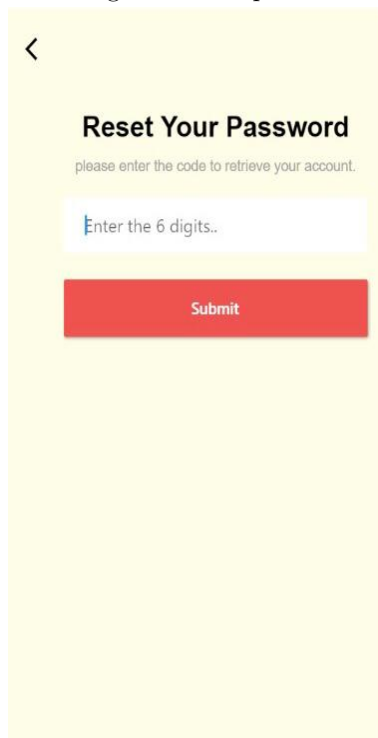 Reset Your Password
please enter the code to retrieve your account.
Enter the 6 digits..
Submit